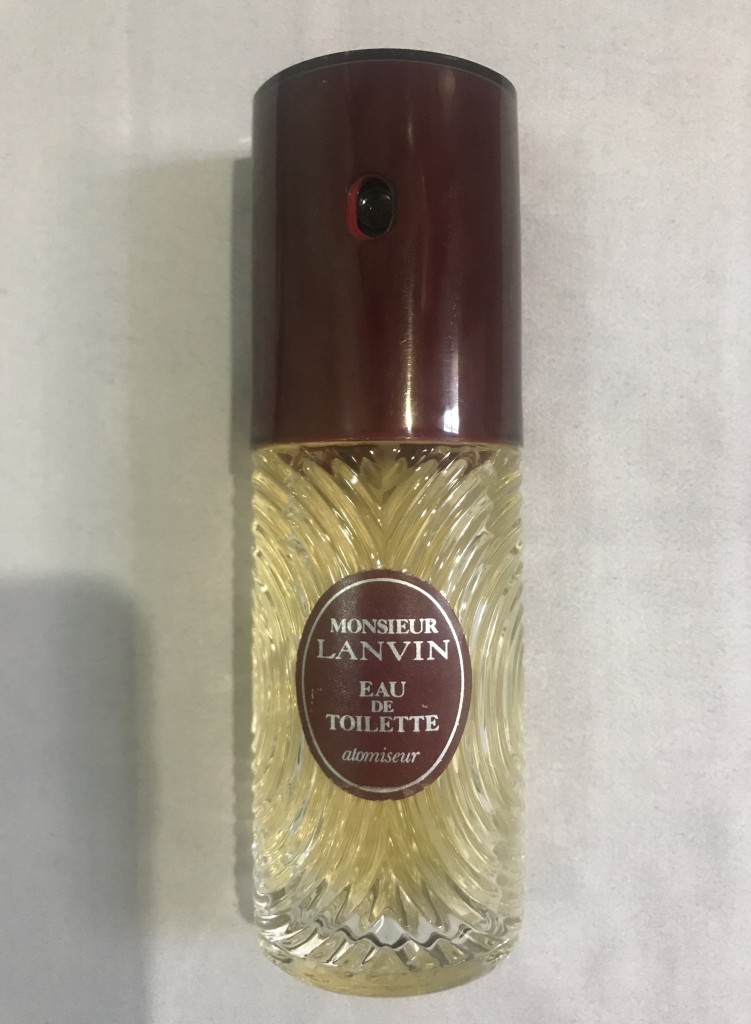 MONSIEUR
LANVIN
EAU
DE
TOILETTE
atomiseur